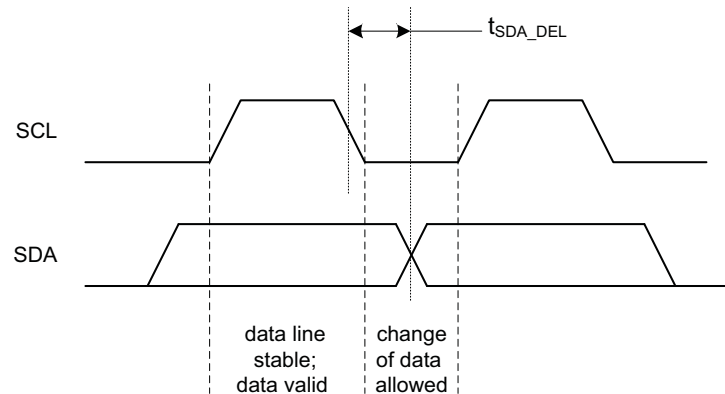 tSDA_DEL
SCL
SDA
data line
stable;
data valid
change
of data
allowed